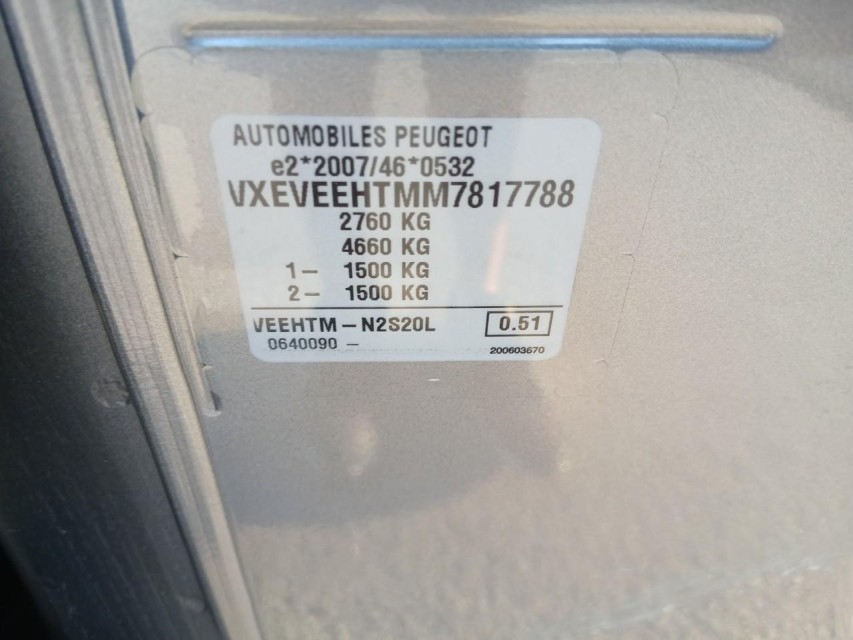 AUTOMOBILES PEUGEOT
e2*2007/46*0532
VXEVEEHTMM7817788
2760 KG
4660 KG
1– 1500 KG
2– 1500 KG
VEEHTM – N2S20L 0.51
0640090 – 200603670